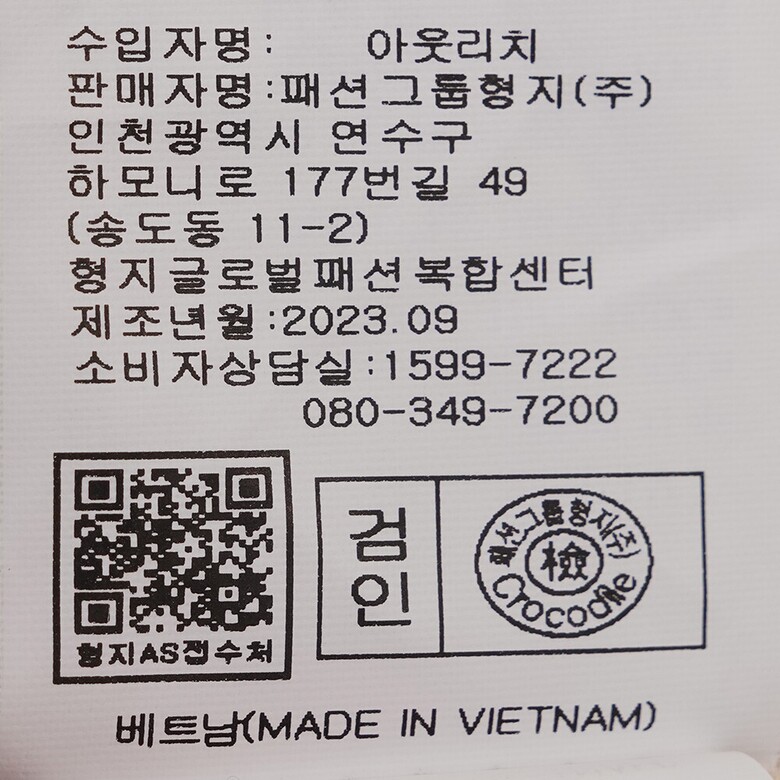 수입자명: 아웃리치
판매자명:패션그룹형지(주)
인천광역시 연수구
하모니로 177번길 49
(송도동 11-2)
형지글로벌패션복합센터
제조년월:2023.09
소비자상담실:1599-7222
080-349-7200
형지AS접수처
검인
패션그룹형지(주)
檢
Crocodile
베트남(MADE IN VIETNAM)